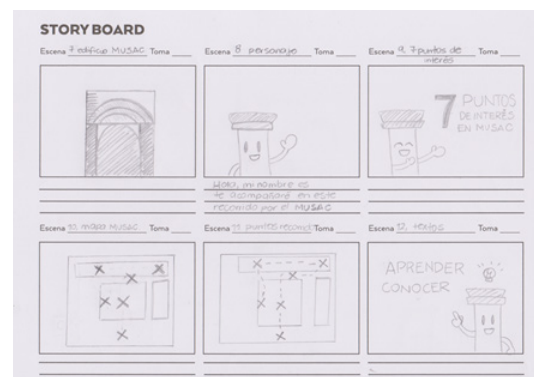 STORY BOARD
Escena 7 edificio MUSAC Toma
Escena 8 personaje Toma
Escena 9. 7 puntos de interés Toma
7 PUNTOS
DE INTERÉS
EN MUSAC
Hola, mi nombre es
te acompañaré en este
recorrido por el MUSAC
Escena 10. mapa MUSAC Toma
Escena 11 puntos recorrido Toma
Escena 12. textos Toma
APRENDER
CONOCER